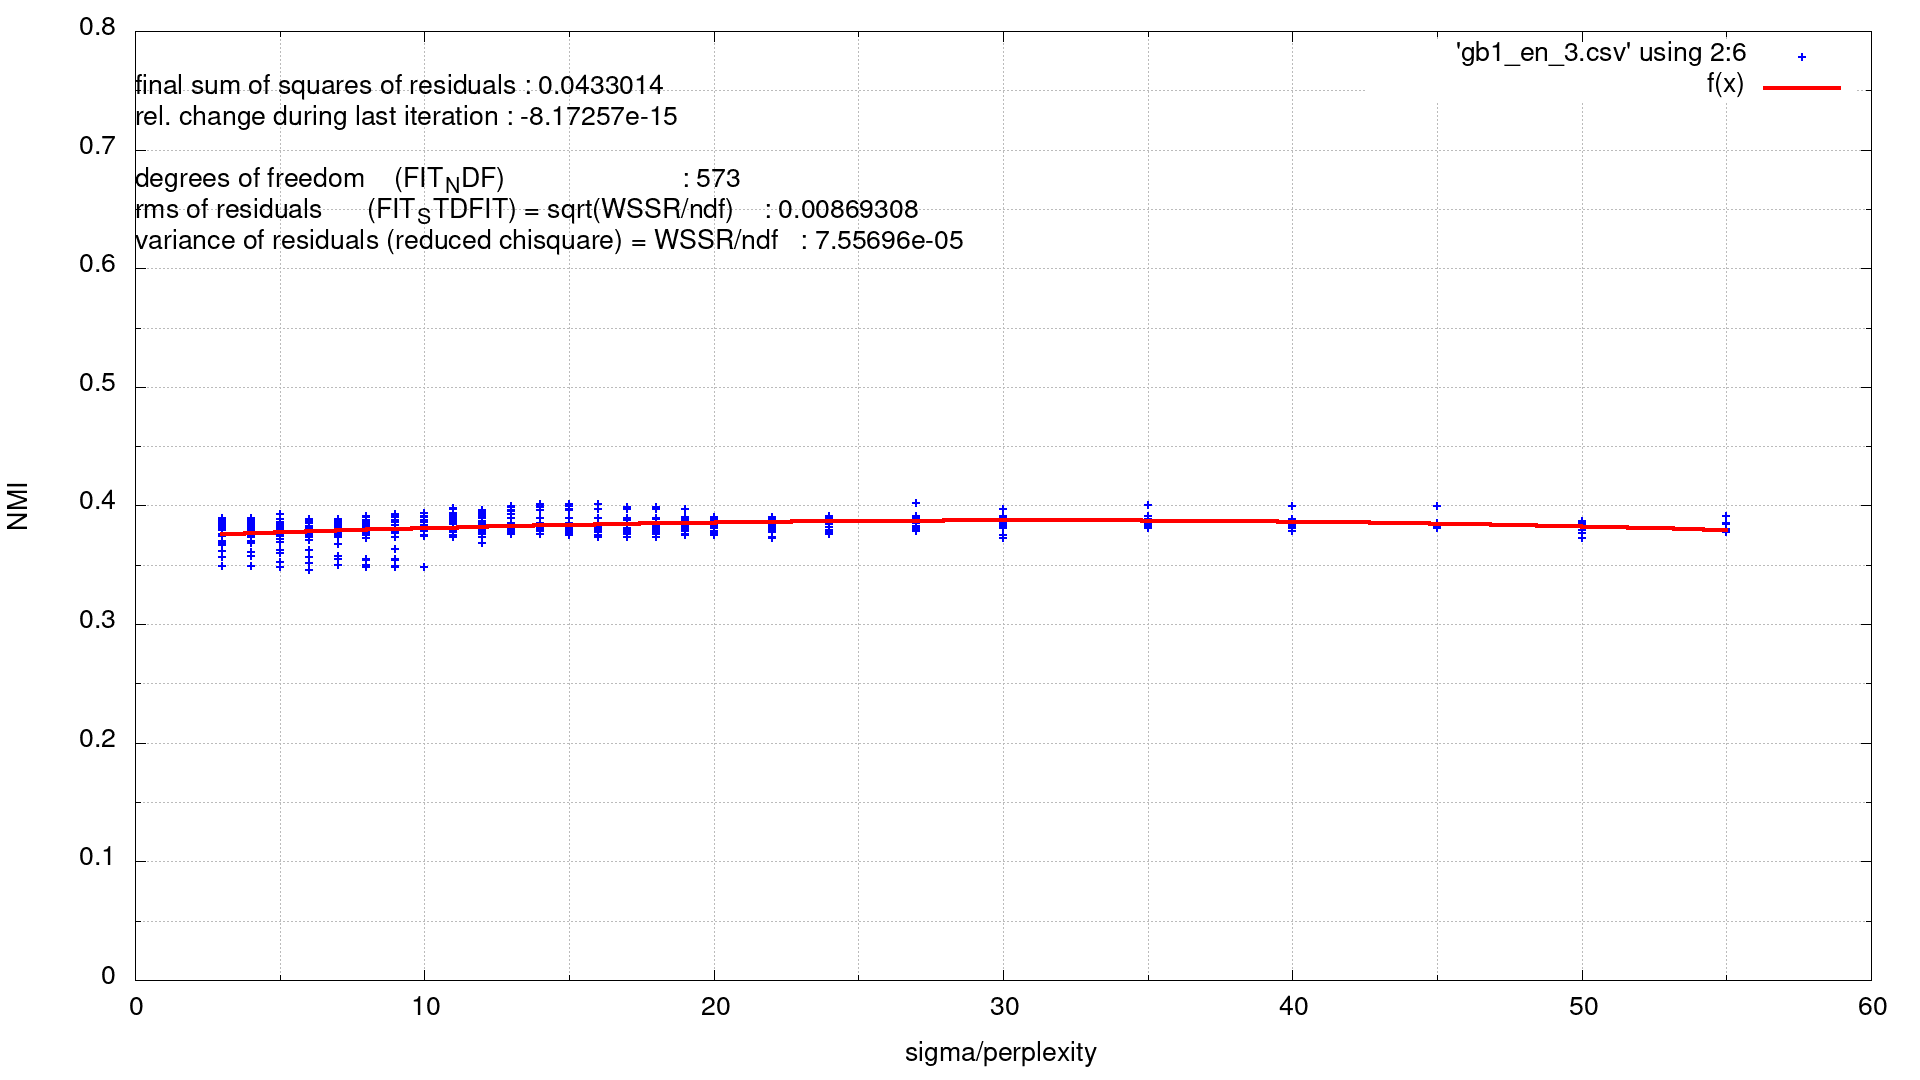 'gb1_en_3.csv' using 2:6
f(x)
final sum of squares of residuals : 0.0433014
rel. change during last iteration : -8.17257e-15
degrees of freedom (FIT_NDF) : 573
rms of residuals (FIT_STDFIT) = sqrt(WSSR/ndf) : 0.00869308
variance of residuals (reduced chisquare) = WSSR/ndf : 7.55696e-05
0.8
0.7
0.6
0.5
0.4
0.3
0.2
0.1
0
NMI
0 10 20 30 40 50 60
sigma/perplexity